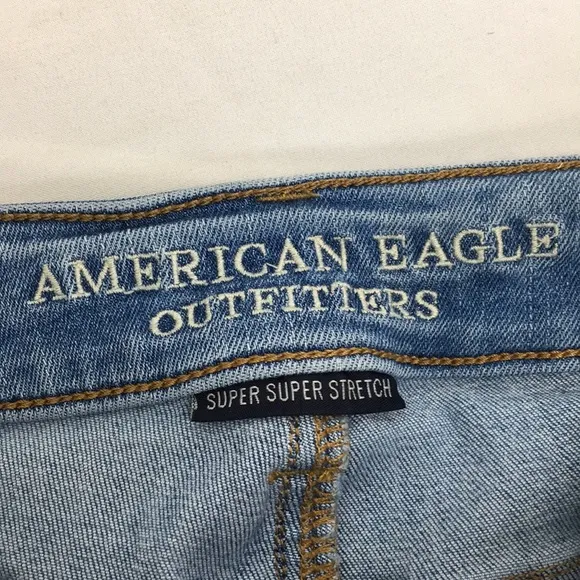 AMERICAN EAGLE
OUTFITTERS
SUPER SUPER STRETCH